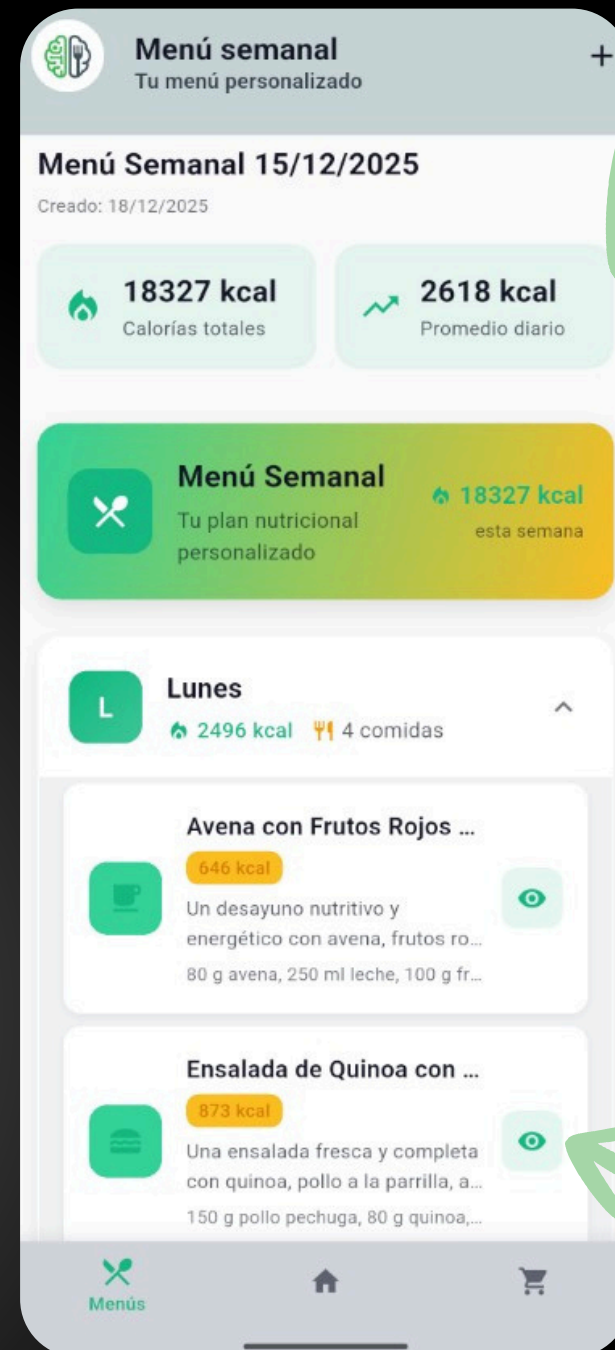 Menú semanal
Tu menú personalizado
+
Menú Semanal 15/12/2025
Creado: 18/12/2025
18327 kcal
Calorías totales
2618 kcal
Promedio diario
Menú Semanal
Tu plan nutricional
personalizado
18327 kcal
esta semana
L
Lunes
2496 kcal 4 comidas
Avena con Frutos Rojos ...
646 kcal
Un desayuno nutritivo y
energético con avena, frutos ro...
80 g avena, 250 ml leche, 100 g fr...
Ensalada de Quinoa con ...
873 kcal
Una ensalada fresca y completa
con quinoa, pollo a la parrilla, a...
150 g pollo pechuga, 80 g quinoa,...
Menús